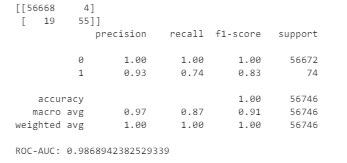 [[56668 4]
[ 19 55]]
precision recall f1-score support
0 1.00 1.00 1.00 56672
1 0.93 0.74 0.83 74
accuracy 1.00 56746
macro avg 0.97 0.87 0.91 56746
weighted avg 1.00 1.00 1.00 56746
ROC-AUC: 0.9868942382529339